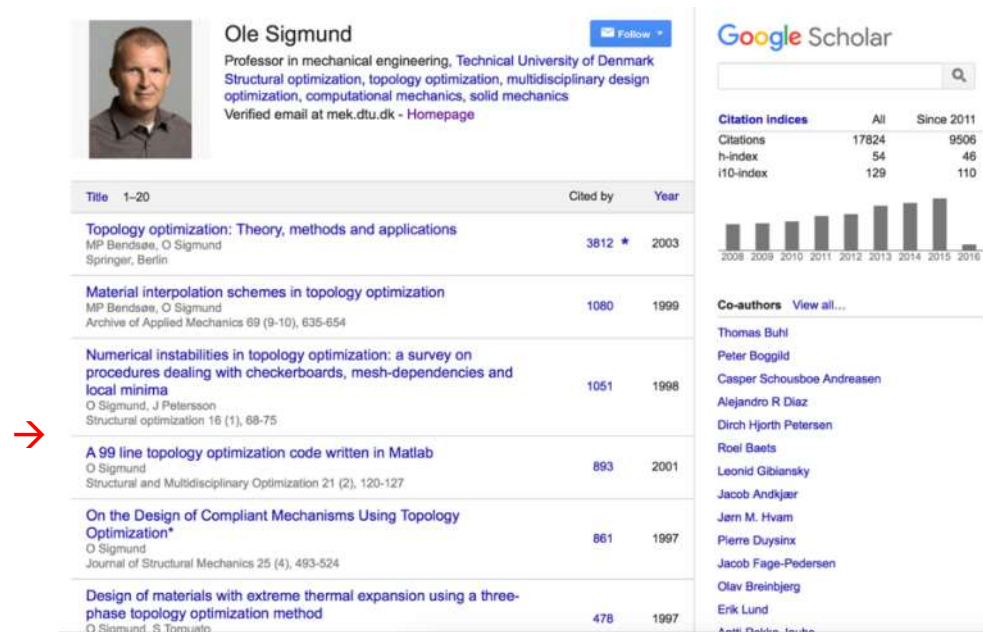 Ole Sigmund
Follow
Professor in mechanical engineering, Technical University of Denmark
Structural optimization, topology optimization, multidisciplinary design
optimization, computational mechanics, solid mechanics
Verified email at mek.dtu.dk - Homepage
Title 1–20 Cited by Year
Topology optimization: Theory, methods and applications
MP Bendsøe, O Sigmund
Springer, Berlin
3812 * 2003
Material interpolation schemes in topology optimization
MP Bendsøe, O Sigmund
Archive of Applied Mechanics 69 (9-10), 635-654
1080 1999
Numerical instabilities in topology optimization: a survey on
procedures dealing with checkerboards, mesh-dependencies and
local minima
O Sigmund, J Petersson
Structural optimization 16 (1), 68-75
1051 1998
A 99 line topology optimization code written in Matlab
O Sigmund
Structural and Multidisciplinary Optimization 21 (2), 120-127
893 2001
On the Design of Compliant Mechanisms Using Topology
Optimization*
O Sigmund
Journal of Structural Mechanics 25 (4), 493-524
861 1997
Design of materials with extreme thermal expansion using a three-
phase topology optimization method
O Sigmund, S Torquato
478 1997
Google Scholar
Citation indices All Since 2011
Citations 17824 9506
h-index 54 46
i10-index 129 110
2008 2009 2010 2011 2012 2013 2014 2015 2016
Co-authors View all...
Thomas Buhl
Peter Boggild
Casper Schousboe Andreasen
Alejandro R Diaz
Dirch Hjorth Petersen
Roel Baets
Leonid Gibiansky
Jacob Andkjær
Jørn M. Hvam
Pierre Duysinx
Jacob Fage-Pedersen
Olav Breinbjerg
Erik Lund